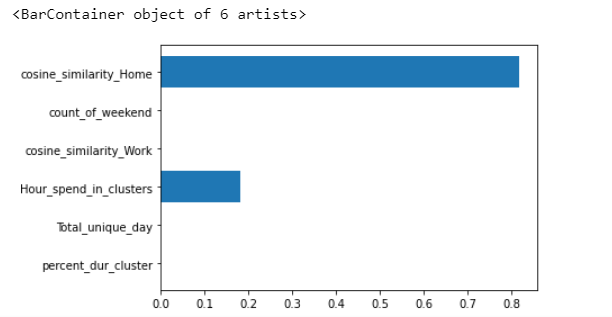 <BarContainer object of 6 artists>
cosine_similarity_Home
count_of_weekend
cosine_similarity_Work
Hour_spend_in_clusters
Total_unique_day
percent_dur_cluster
0.0 0.1 0.2 0.3 0.4 0.5 0.6 0.7 0.8